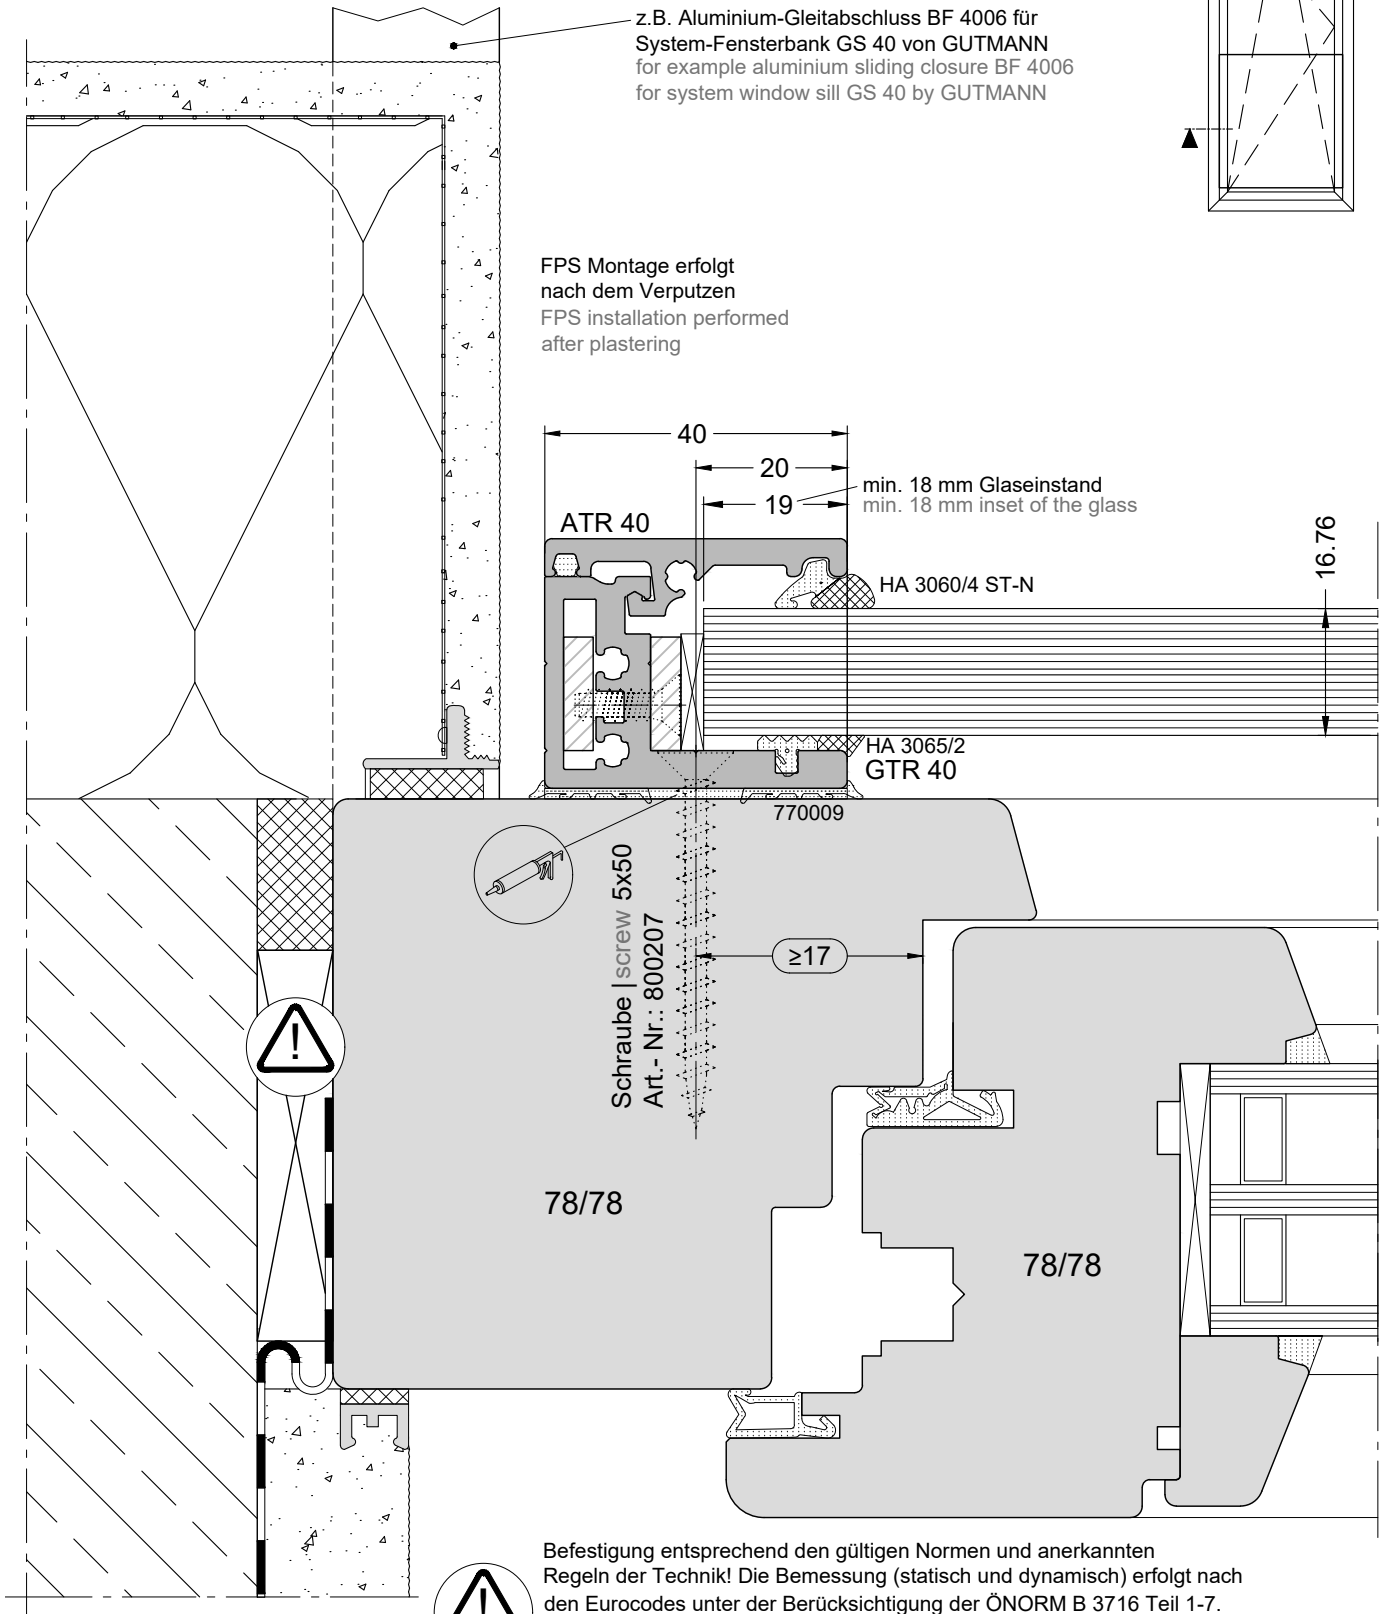 z.B. Aluminium-Gleitabschluss BF 4006 für
System-Fensterbank GS 40 von GUTMANN
for example aluminium sliding closure BF 4006
for system window sill GS 40 by GUTMANN
FPS Montage erfolgt
nach dem Verputzen
FPS installation performed
after plastering
40
20
19
min. 18 mm Glaseinstand
min. 18 mm inset of the glass
ATR 40
16.76
HA 3060/4 ST-N
HA 3065/2
GTR 40
770009
Schraube | screw 5x50
Art.- Nr.: 800207
≥17
!
78/78
78/78
Befestigung entsprechend den gültigen Normen und anerkannten
Regeln der Technik! Die Bemessung (statisch und dynamisch) erfolgt nach
den Eurocodes unter der Berücksichtigung der ÖNORM B 3716 Teil 1-7.
!